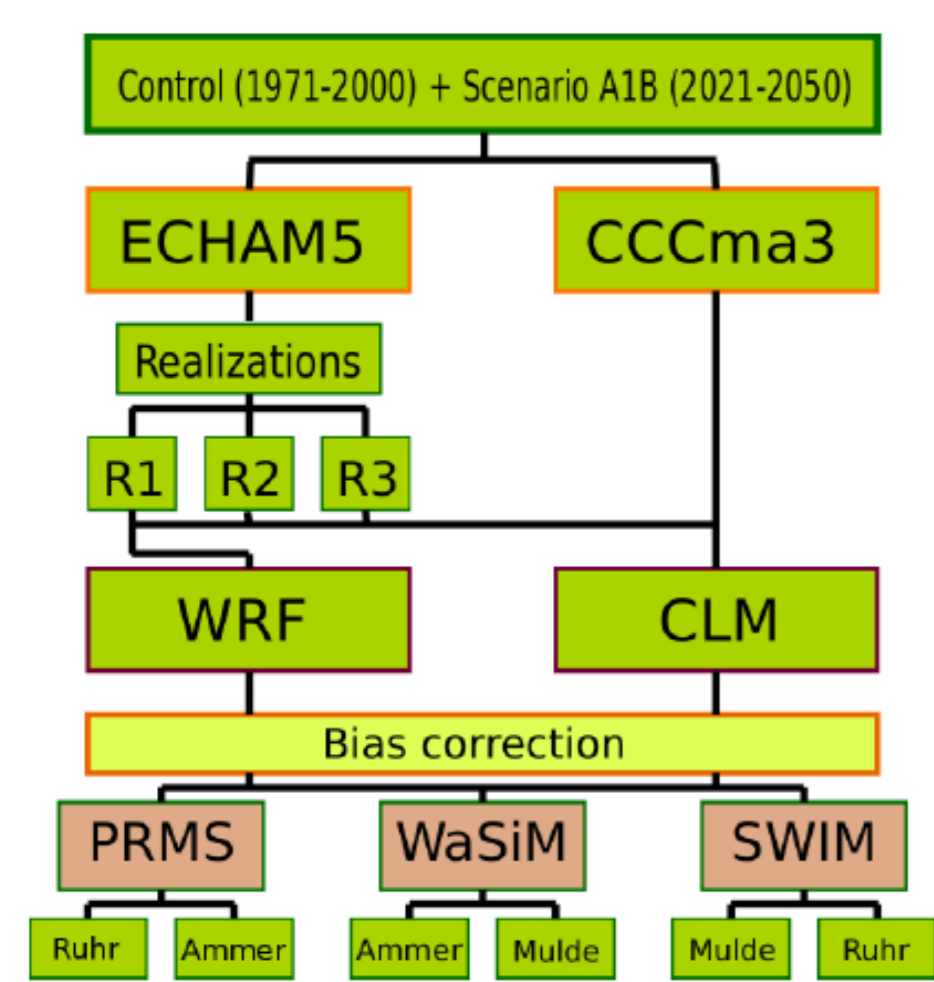 Control (1971-2000) + Scenario A1B (2021-2050)
ECHAM5
CCCma3
Realizations
R1
R2
R3
WRF
CLM
Bias correction
PRMS
WaSiM
SWIM
Ruhr
Ammer
Ammer
Mulde
Mulde
Ruhr